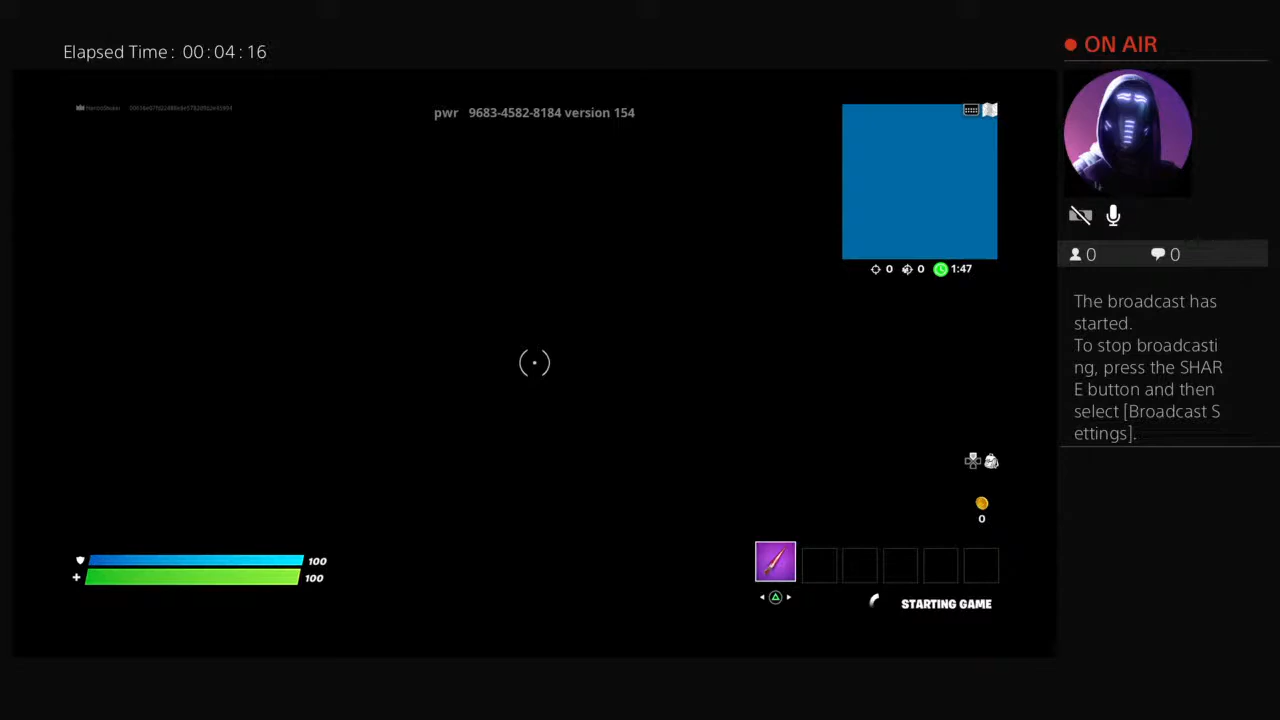 Elapsed Time: 00:04:16
ON AIR
pwr 9683-4582-8184 version 154
0 0 1:47
0 0
The broadcast has
started.
To stop broadcasti
ng, press the SHAR
E button and then
select [Broadcast S
ettings].
0
100
100
STARTING GAME